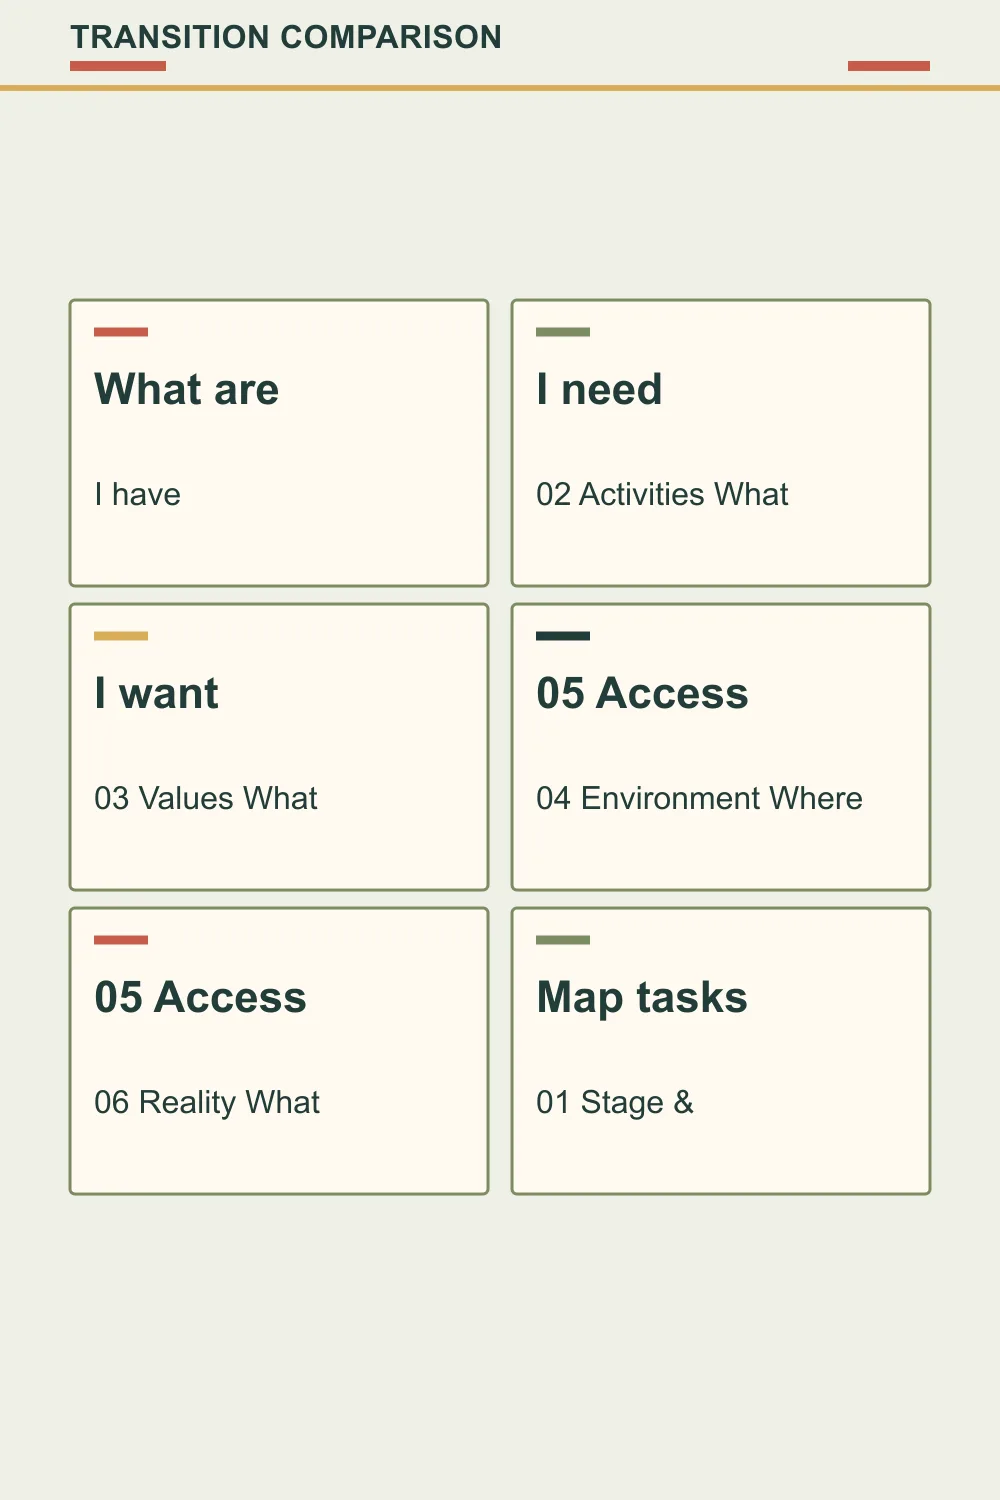 TRANSITION COMPARISON
What are
I have
I need
02 Activities What
I want
03 Values What
05 Access
04 Environment Where
05 Access
06 Reality What
Map tasks
01 Stage &